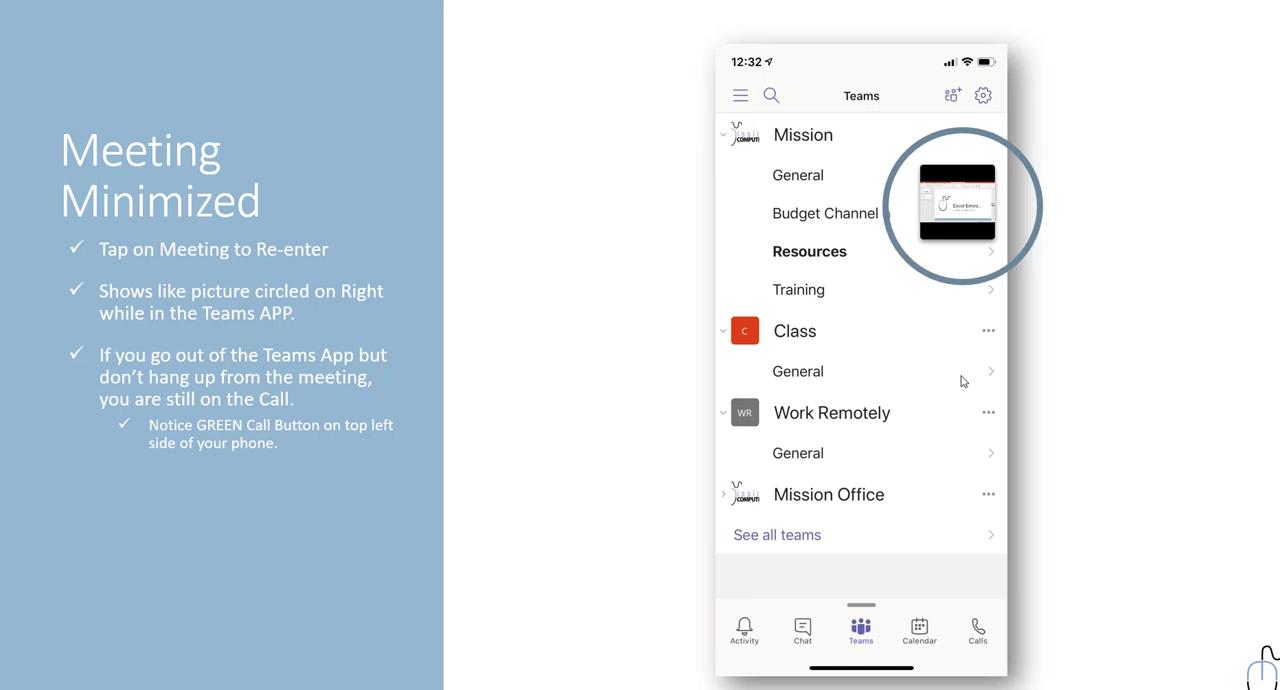 Meeting
Minimized
Tap on Meeting to Re-enter
Shows like picture circled on Right
while in the Teams APP.
If you go out of the Teams App but
don't hang up from the meeting,
you are still on the Call.
Notice GREEN Call Button on top left
side of your phone.
12:32
Teams
Mission
General
Budget Channel
Excel Errors...
Resources
Training
C Class
General
WR Work Remotely
General
Mission Office
See all teams
Activity Chat Teams Calendar Calls